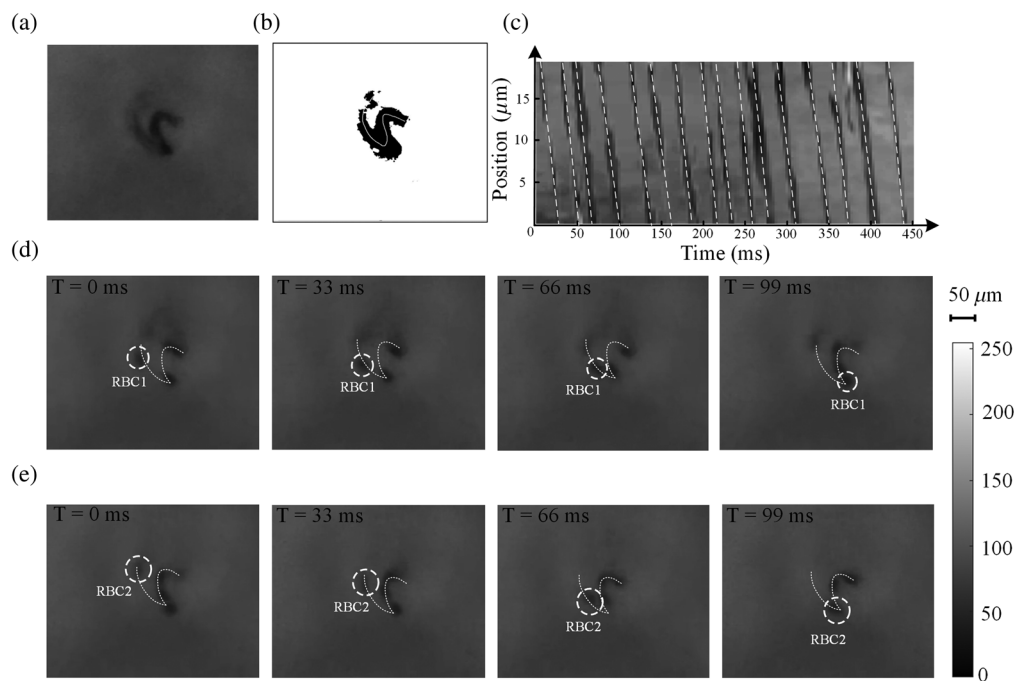 (a)
(b)
(c)
Position (μm)
15
10
5
0 50 100 150 200 250 300 350 400 450
Time (ms)
(d)
T = 0 ms
RBC1
T = 33 ms
RBC1
T = 66 ms
RBC1
T = 99 ms
RBC1
50 μm
250
200
150
100
50
0
(e)
T = 0 ms
RBC2
T = 33 ms
RBC2
T = 66 ms
RBC2
T = 99 ms
RBC2